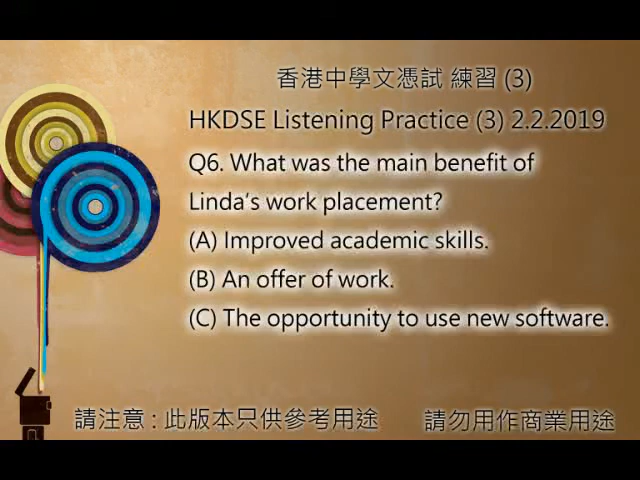 香港中學文憑試 練習 (3)
HKDSE Listening Practice (3) 2.2.2019
Q6. What was the main benefit of
Linda's work placement?
(A) Improved academic skills.
(B) An offer of work.
(C) The opportunity to use new software.
請注意 : 此版本只供參考用途 請勿用作商業用途